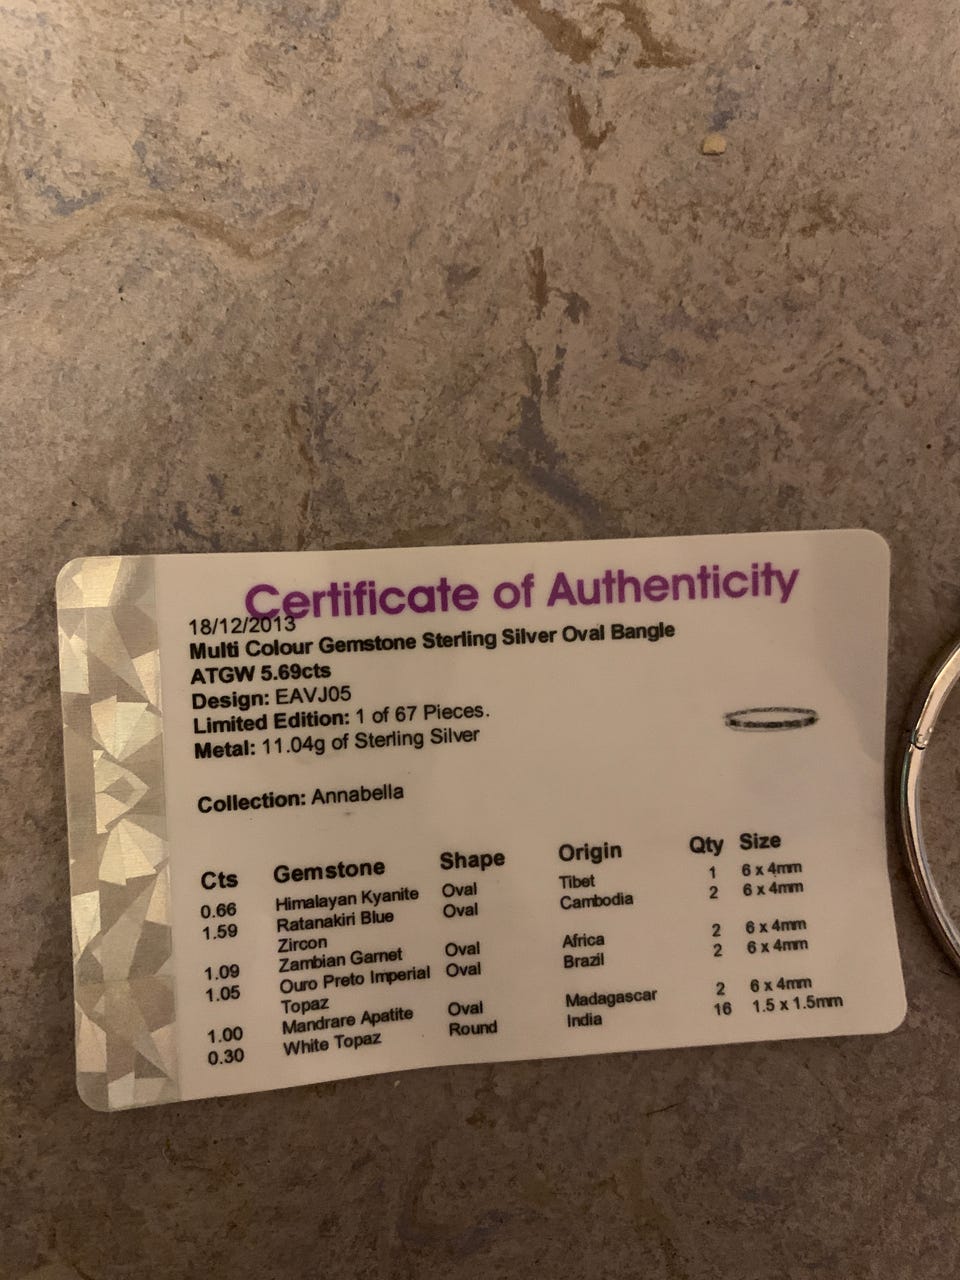 Certificate of Authenticity
18/12/2013
Multi Colour Gemstone Sterling Silver Oval Bangle
ATGW 5.69cts
Design: EAVJ05
Limited Edition: 1 of 67 Pieces.
Metal: 11.04g of Sterling Silver
Collection: Annabella
Cts Gemstone Shape Origin Qty Size
0.66 Himalayan Kyanite Oval Tibet 1 6 x 4mm
1.59 Ratanakiri Blue Oval Cambodia 2 6 x 4mm
Zircon
1.09 Zambian Garnet Oval Africa 2 6 x 4mm
1.05 Ouro Preto Imperial Oval Brazil 2 6 x 4mm
Topaz
1.00 Mandrare Apatite Oval Madagascar 2 6 x 4mm
0.30 White Topaz Round India 16 1.5 x 1.5mm